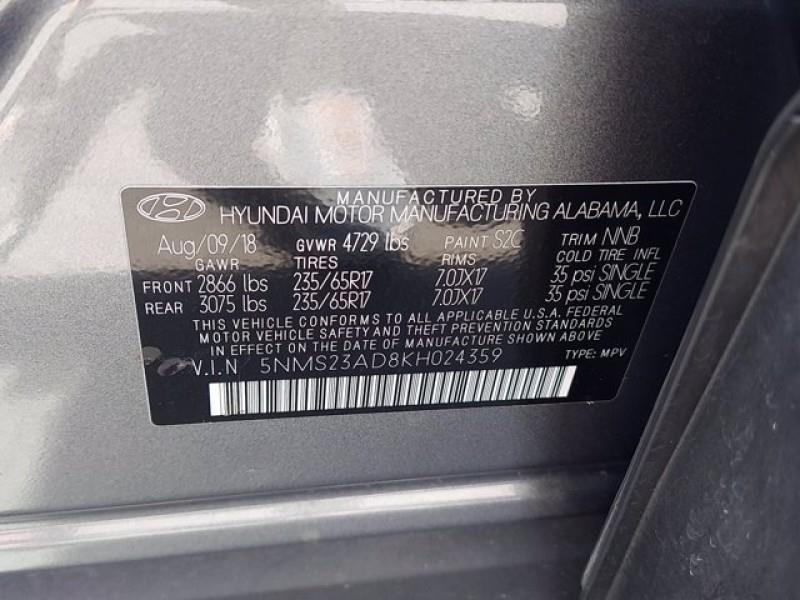 MANUFACTURED BY
HYUNDAI MOTOR MANUFACTURING ALABAMA, LLC
Aug/09/18 GVWR 4729 lbs PAINT S2C TRIM NNB
GAWR TIRES RIMS COLD TIRE INFL
FRONT 2866 lbs 235/65R17 7.0JX17 35 psi SINGLE
REAR 3075 lbs 235/65R17 7.0JX17 35 psi SINGLE
THIS VEHICLE CONFORMS TO ALL APPLICABLE U.S.A. FEDERAL
MOTOR VEHICLE SAFETY AND THEFT PREVENTION STANDARDS
IN EFFECT ON THE DATE OF MANUFACTURE SHOWN ABOVE.
V.I.N 5NMS23AD8KH024359 TYPE: MPV